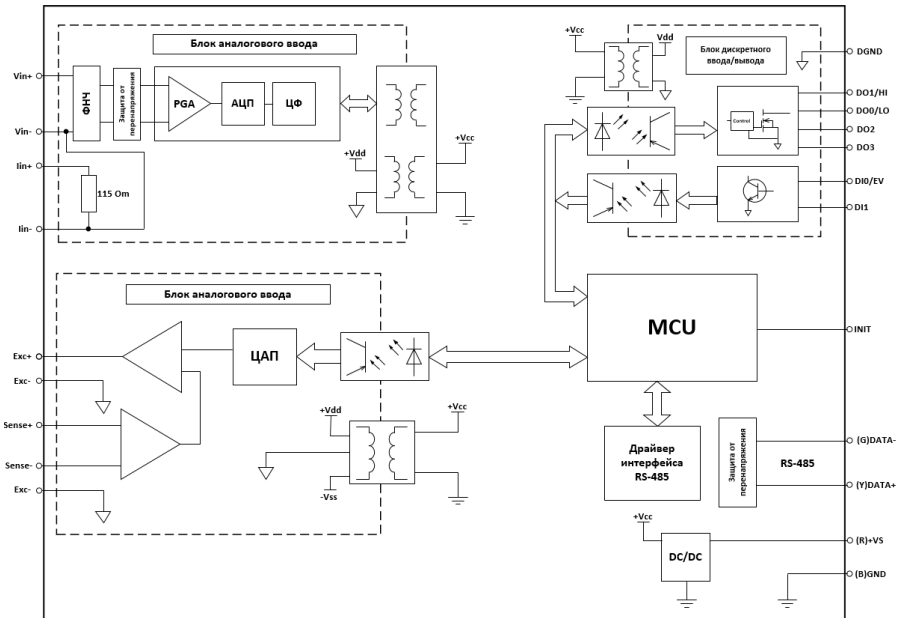 Блок аналогового ввода
Vin+
Vin-
Iin+
Iin-
ФНЧ
Защита от
перенапряжения
PGA
АЦП
ЦФ
115 Om
+Vdd
+Vcc
+Vcc
Vdd
Блок дискретного
ввода/вывода
Control
DGND
DO1/HI
DO0/LO
DO2
DO3
DI0/EV
DI1
Блок аналогового ввода
Exc+
Exc-
Sense+
Sense-
Exc-
ЦАП
+Vdd
-Vss
+Vcc
MCU
INIT
Драйвер
интерфейса
RS-485
Защита от
перенапряжения
RS-485
(G)DATA-
(Y)DATA+
+Vcc
DC/DC
(R)+VS
(B)GND